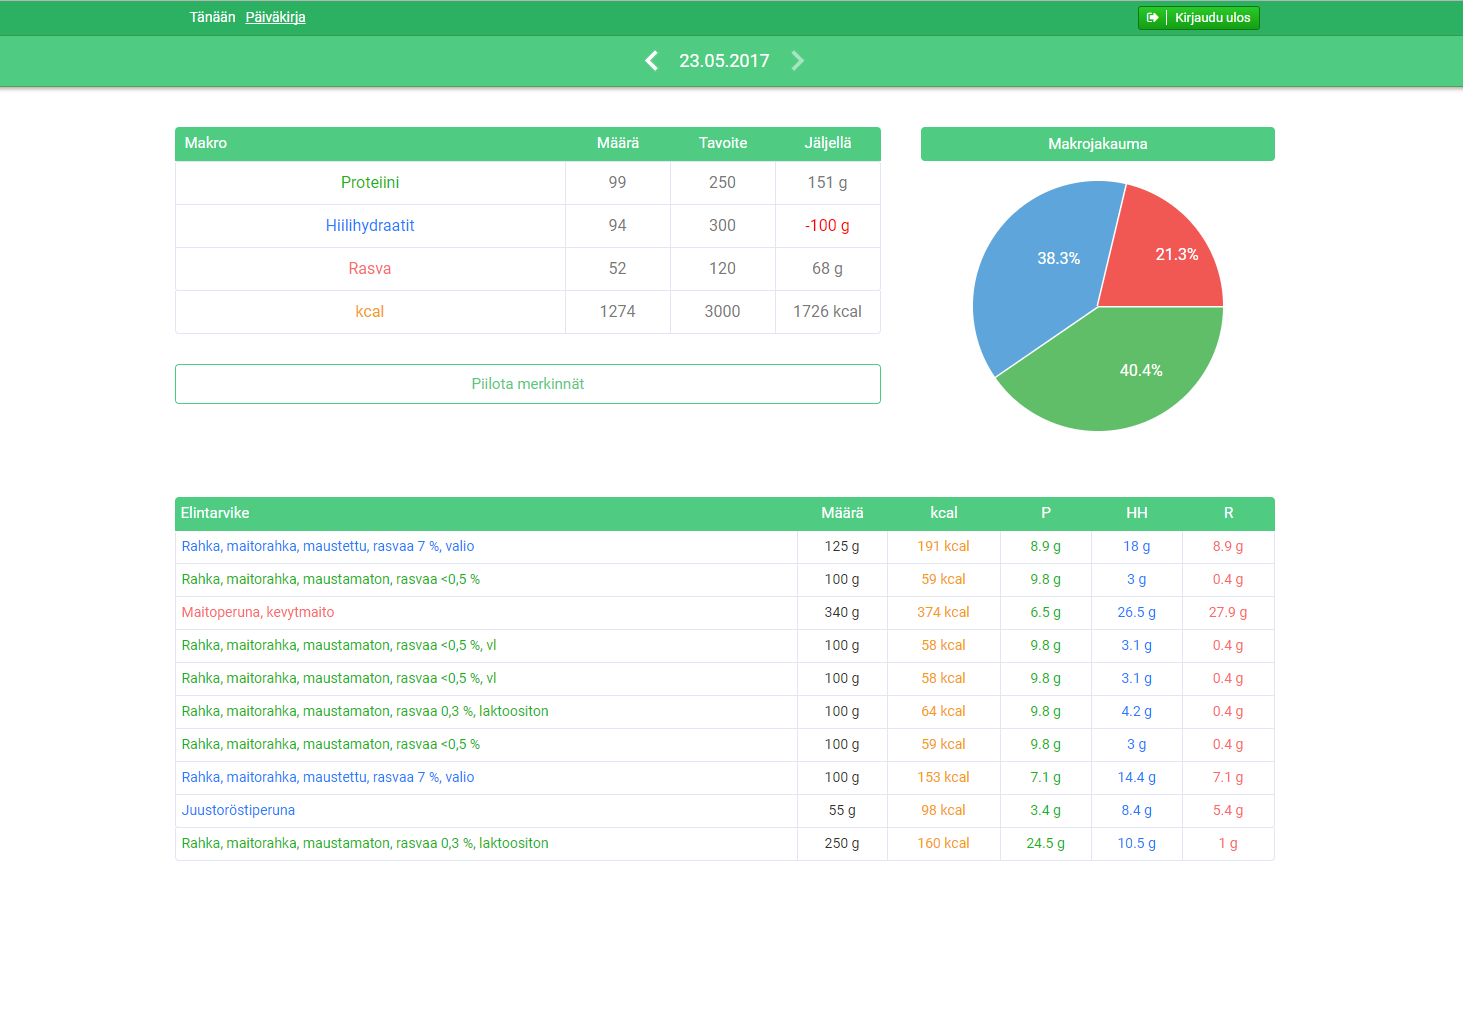 Tänään Päiväkirja Kirjaudu ulos
23.05.2017
Makro Määrä Tavoite Jäljellä
Proteiini 99 250 151 g
Hiilihydraatit 94 300 -100 g
Rasva 52 120 68 g
kcal 1274 3000 1726 kcal
Piilota merkinnät
Makrojakauma
38.3%
21.3%
40.4%
Elintarvike Määrä kcal P HH R
Rahka, maitorahka, maustettu, rasvaa 7 %, valio 125 g 191 kcal 8.9 g 18 g 8.9 g
Rahka, maitorahka, maustamaton, rasvaa <0,5 % 100 g 59 kcal 9.8 g 3 g 0.4 g
Maitoperuna, kevytmaito 340 g 374 kcal 6.5 g 26.5 g 27.9 g
Rahka, maitorahka, maustamaton, rasvaa <0,5 %, vl 100 g 58 kcal 9.8 g 3.1 g 0.4 g
Rahka, maitorahka, maustamaton, rasvaa <0,5 %, vl 100 g 58 kcal 9.8 g 3.1 g 0.4 g
Rahka, maitorahka, maustamaton, rasvaa 0,3 %, laktoositon 100 g 64 kcal 9.8 g 4.2 g 0.4 g
Rahka, maitorahka, maustamaton, rasvaa <0,5 % 100 g 59 kcal 9.8 g 3 g 0.4 g
Rahka, maitorahka, maustettu, rasvaa 7 %, valio 100 g 153 kcal 7.1 g 14.4 g 7.1 g
Juustoröstiperuna 55 g 98 kcal 3.4 g 8.4 g 5.4 g
Rahka, maitorahka, maustamaton, rasvaa 0,3 %, laktoositon 250 g 160 kcal 24.5 g 10.5 g 1 g